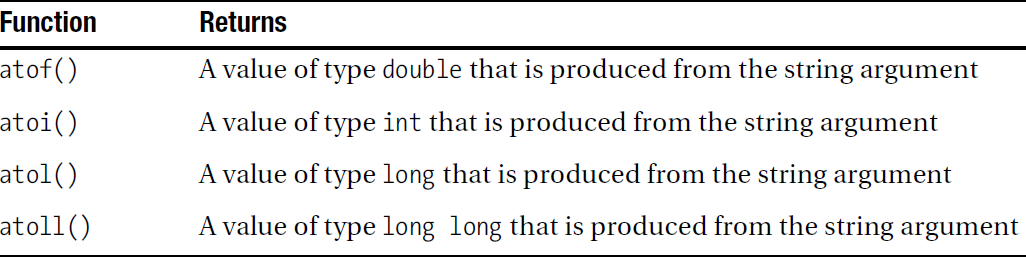 Function Returns
atof() A value of type double that is produced from the string argument
atoi() A value of type int that is produced from the string argument
atol() A value of type long that is produced from the string argument
atoll() A value of type long long that is produced from the string argument